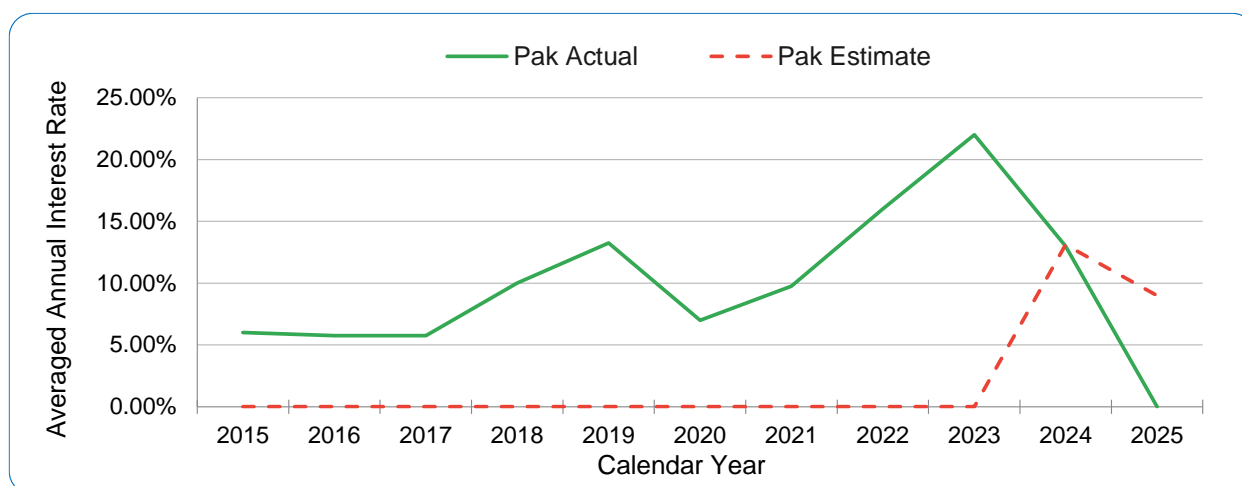 Pak Actual Pak Estimate
Averaged Annual Interest Rate
25.00%
20.00%
15.00%
10.00%
5.00%
0.00%
2015 2016 2017 2018 2019 2020 2021 2022 2023 2024 2025
Calendar Year